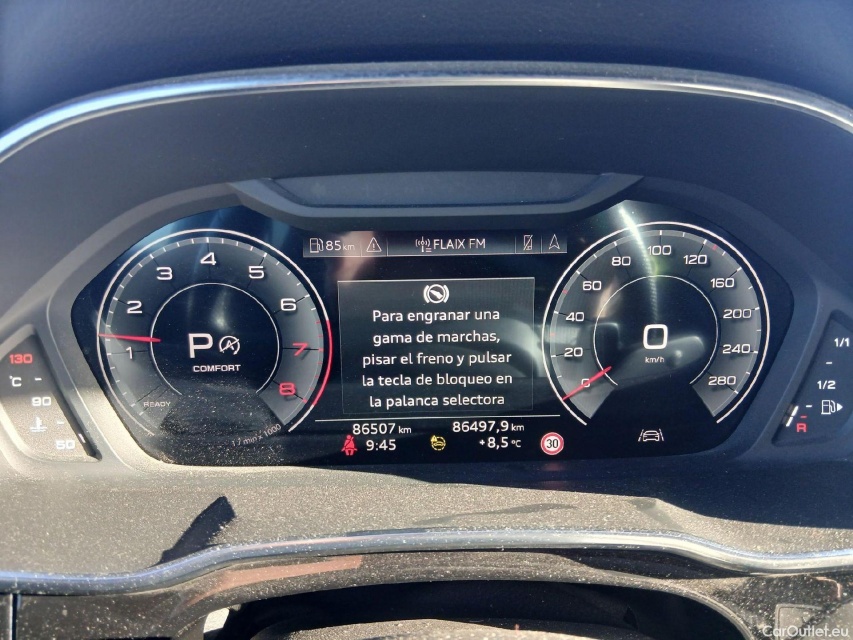 85 km
FLAIX FM
1
2
3
4
5
6
7
8
READY
1 / min x 1000
P
COMFORT
Para engranar una
gama de marchas,
pisar el freno y pulsar
la tecla de bloqueo en
la palanca selectora
86507 km
86497,9 km
9:45
+8,5 °C
30
0
20
40
60
80
100
120
160
200
240
280
0
km/h
130
°C
90
50
1/1
1/2
R
CarOutlet.eu